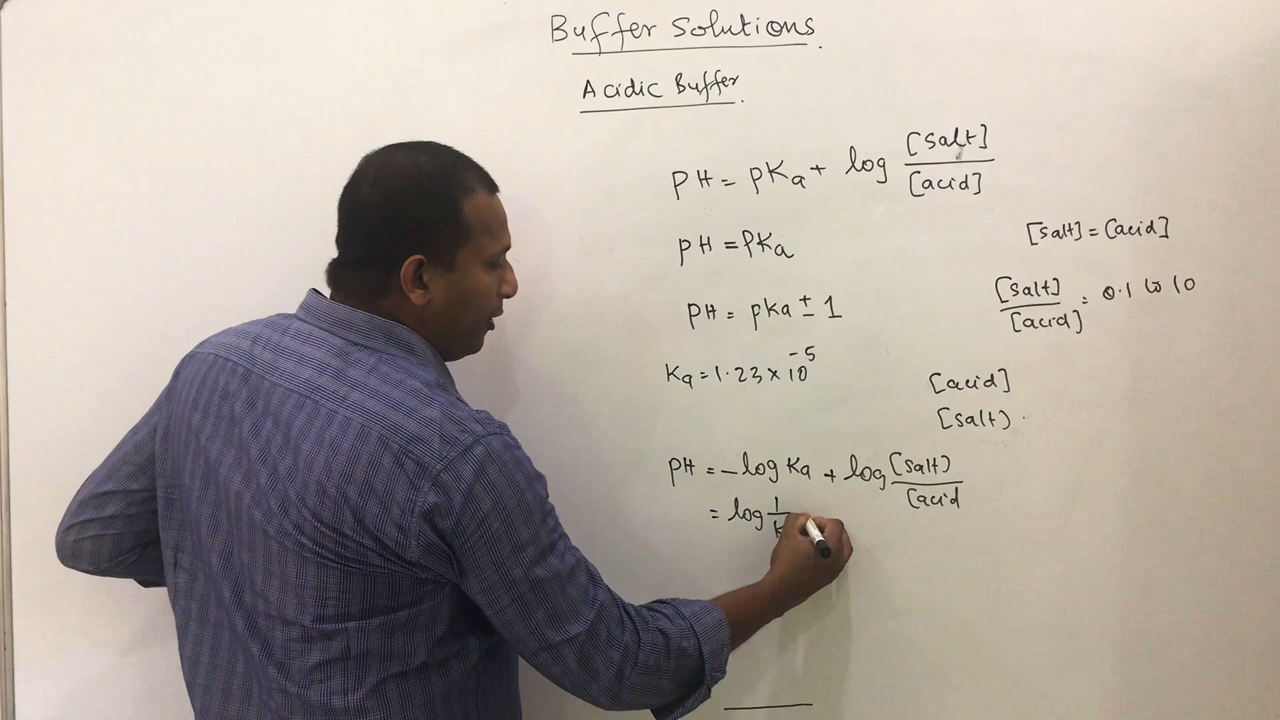 Buffer Solutions.
Acidic Buffer.
PH = pKa + log [salt]/[acid]
PH = PKa
[salt] = [acid]
PH = pka ± 1
[salt]/[acid] = 0.1 to 10
Ka = 1.23 x 10^-5
[acid]
[salt)
PH = -log Ka + log [salt)/[acid
= log 1/K